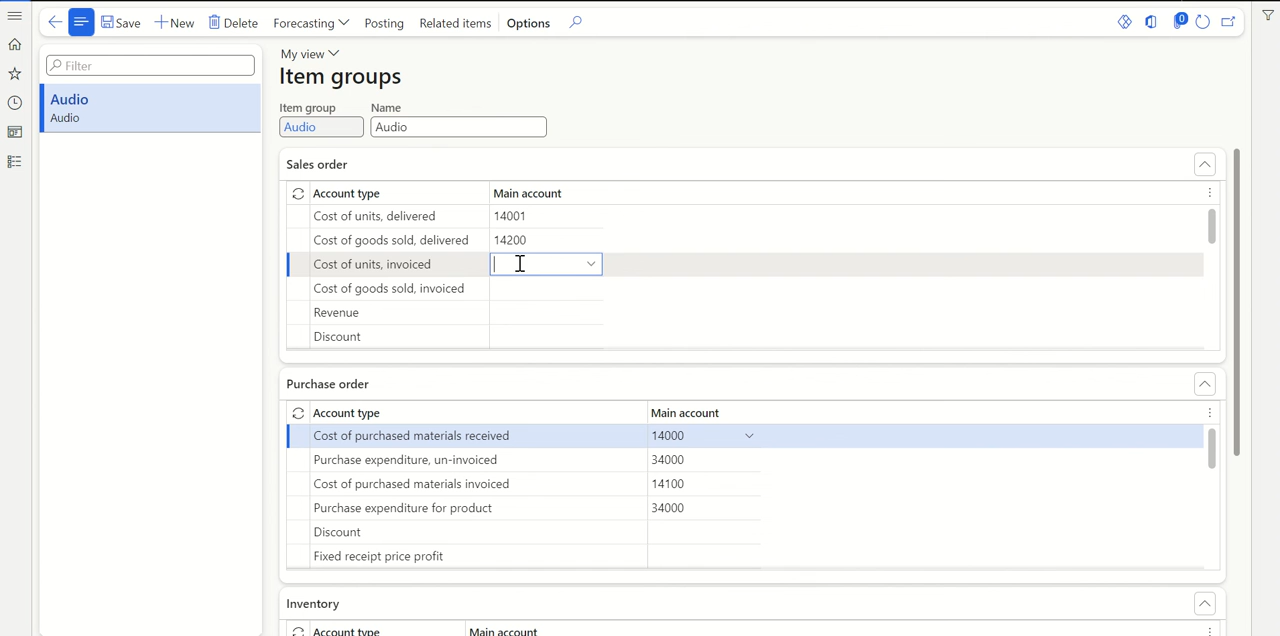 Save New Delete Forecasting Posting Related items Options 0
Filter
Audio
Audio
My view
Item groups
Item group Name
Audio Audio
Sales order
Account type Main account
Cost of units, delivered 14001
Cost of goods sold, delivered 14200
Cost of units, invoiced
Cost of goods sold, invoiced
Revenue
Discount
Purchase order
Account type Main account
Cost of purchased materials received 14000
Purchase expenditure, un-invoiced 34000
Cost of purchased materials invoiced 14100
Purchase expenditure for product 34000
Discount
Fixed receipt price profit
Inventory
Account type Main account